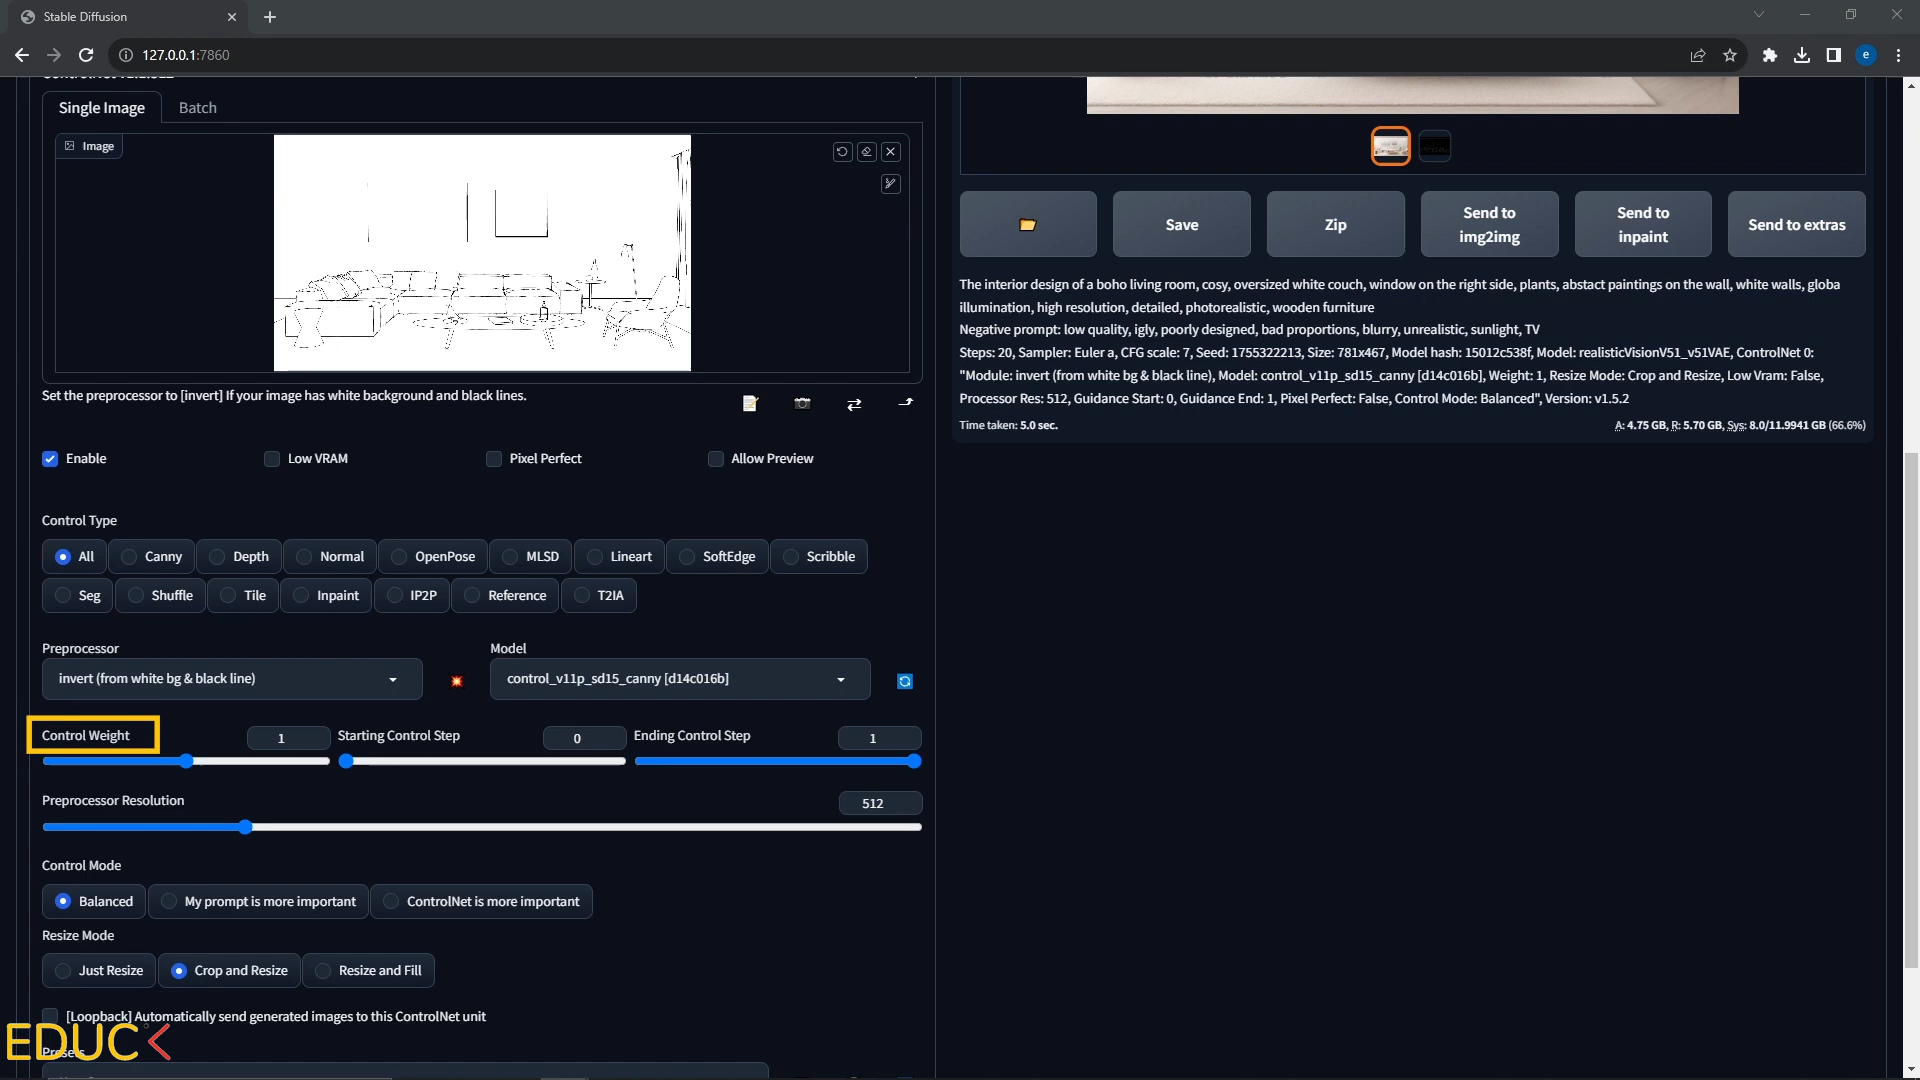 Stable Diffusion
127.0.0.1:7860
Single Image
Batch
Image
Set the preprocessor to [invert] If your image has white background and black lines.
Enable
Low VRAM
Pixel Perfect
Allow Preview
Control Type
All
Canny
Depth
Normal
OpenPose
MLSD
Lineart
SoftEdge
Scribble
Seg
Shuffle
Tile
Inpaint
IP2P
Reference
T2IA
Preprocessor
Model
invert (from white bg & black line)
control_v11p_sd15_canny [d14c016b]
Control Weight
1
Starting Control Step
0
Ending Control Step
1
Preprocessor Resolution
512
Control Mode
Balanced
My prompt is more important
ControlNet is more important
Resize Mode
Just Resize
Crop and Resize
Resize and Fill
[Loopback] Automatically send generated images to this ControlNet unit
EDUC
Presets
Save
Zip
Send to
img2img
Send to
inpaint
Send to extras
The interior design of a boho living room, cosy, oversized white couch, window on the right side, plants, abstact paintings on the wall, white walls, globa
illumination, high resolution, detailed, photorealistic, wooden furniture
Negative prompt: low quality, igly, poorly designed, bad proportions, blurry, unrealistic, sunlight, TV
Steps: 20, Sampler: Euler a, CFG scale: 7, Seed: 1755322213, Size: 781x467, Model hash: 15012c538f, Model: realisticVisionV51_v51VAE, ControlNet 0:
"Module: invert (from white bg & black line), Model: control_v11p_sd15_canny [d14c016b], Weight: 1, Resize Mode: Crop and Resize, Low Vram: False,
Processor Res: 512, Guidance Start: 0, Guidance End: 1, Pixel Perfect: False, Control Mode: Balanced", Version: v1.5.2
Time taken: 5.0 sec.
A: 4.75 GB, R: 5.70 GB, Sys: 8.0/11.9941 GB (66.6%)
e